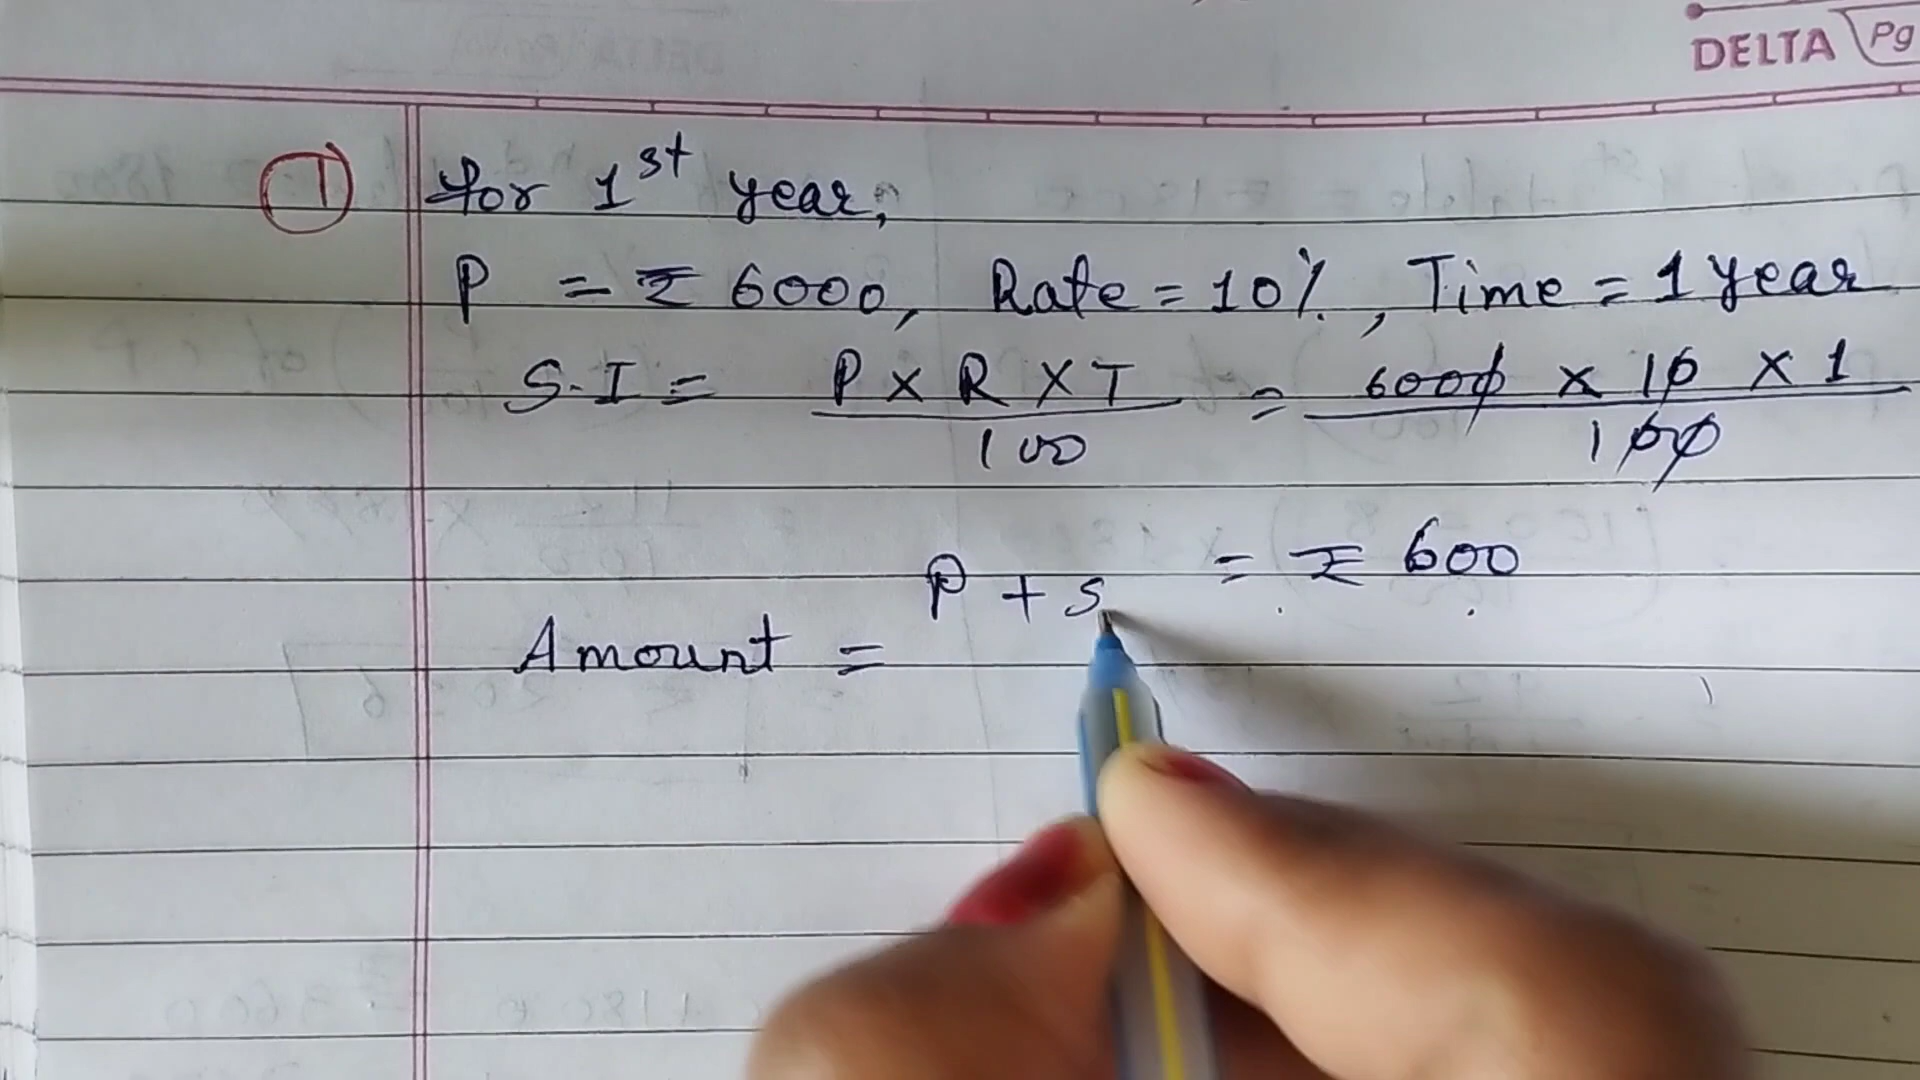 DELTA Pg
1 for 1st year,
P = ₹ 6000, Rate = 10%, Time = 1 year
S.I = P x R x T / 100 = 6000 x 10 x 1 / 100
= ₹ 600
Amount = P + S